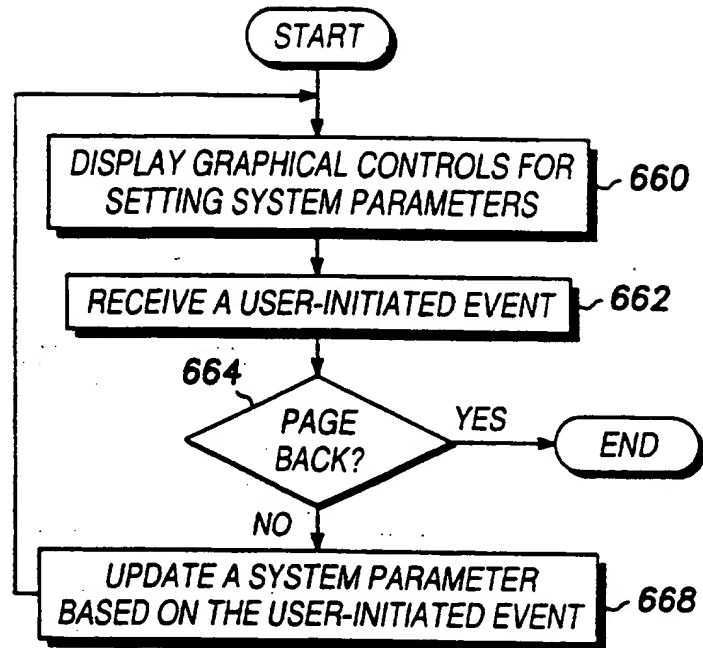 START
DISPLAY GRAPHICAL CONTROLS FOR
SETTING SYSTEM PARAMETERS
660
RECEIVE A USER-INITIATED EVENT
662
664
PAGE
BACK?
YES
END
NO
UPDATE A SYSTEM PARAMETER
BASED ON THE USER-INITIATED EVENT
668